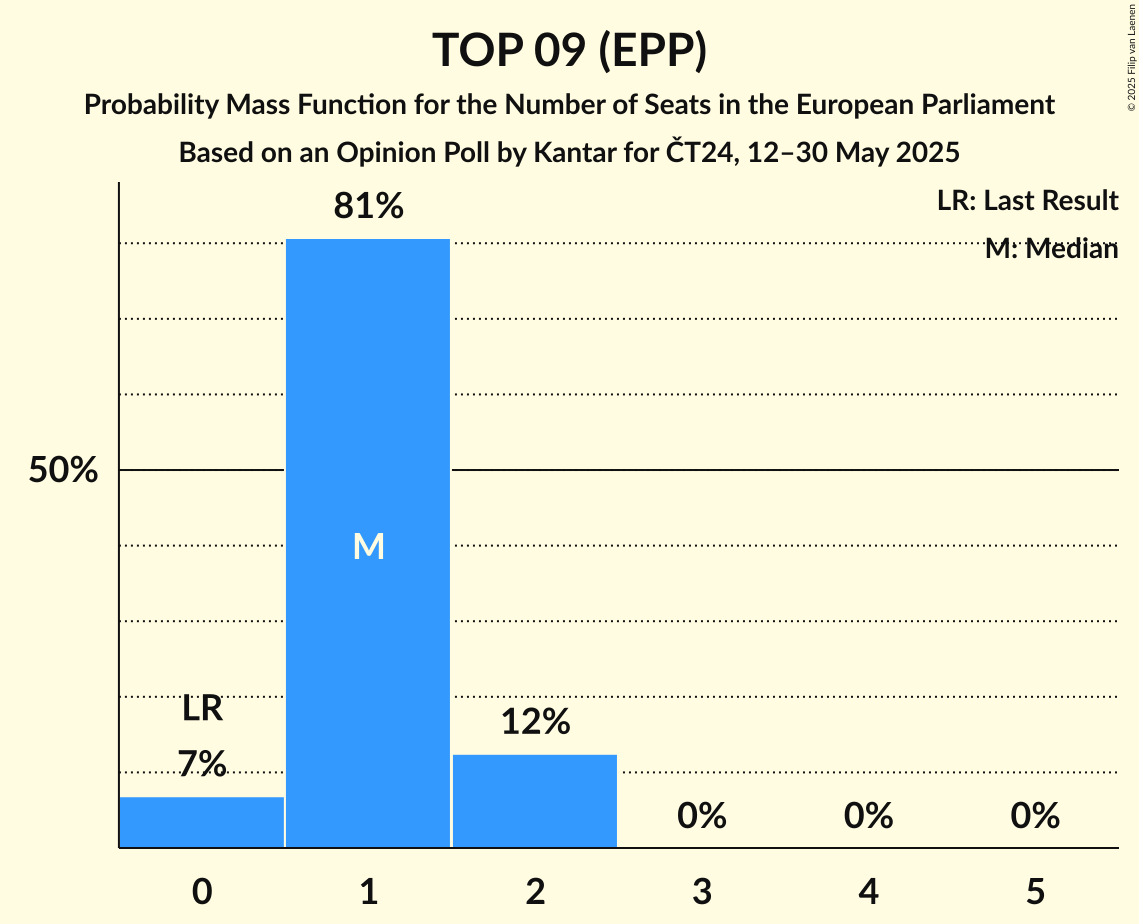 TOP 09 (EPP)
Probability Mass Function for the Number of Seats in the European Parliament
Based on an Opinion Poll by Kantar for ČT24, 12–30 May 2025
© 2025 Filip van Laenen
LR: Last Result
M: Median
81%
50%
M
LR
7%
12%
0%
0%
0%
0
1
2
3
4
5